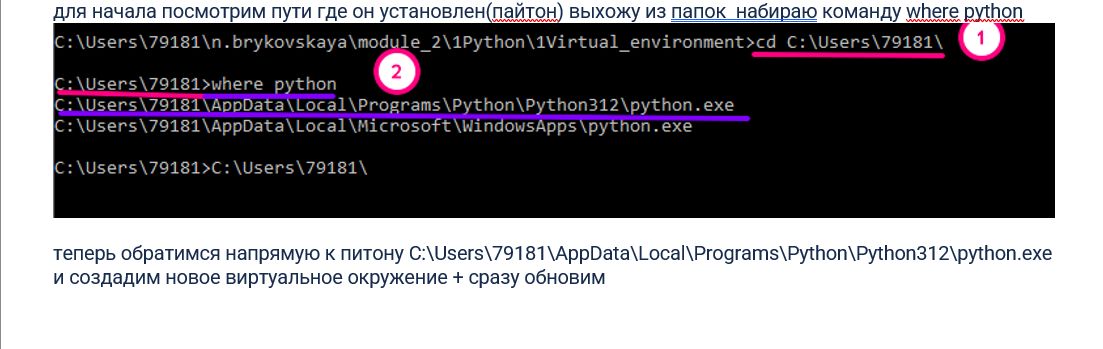 для начала посмотрим пути где он установлен(пайтон) выхожу из папок набираю команду where python
C:\Users\79181\n.brykovskaya\module_2\1Python\1Virtual_environment>cd C:\Users\79181\
1
2
C:\Users\79181>where python
C:\Users\79181\AppData\Local\Programs\Python\Python312\python.exe
C:\Users\79181\AppData\Local\Microsoft\WindowsApps\python.exe
C:\Users\79181>C:\Users\79181\
теперь обратимся напрямую к питону C:\Users\79181\AppData\Local\Programs\Python\Python312\python.exe
и создадим новое виртуальное окружение + сразу обновим